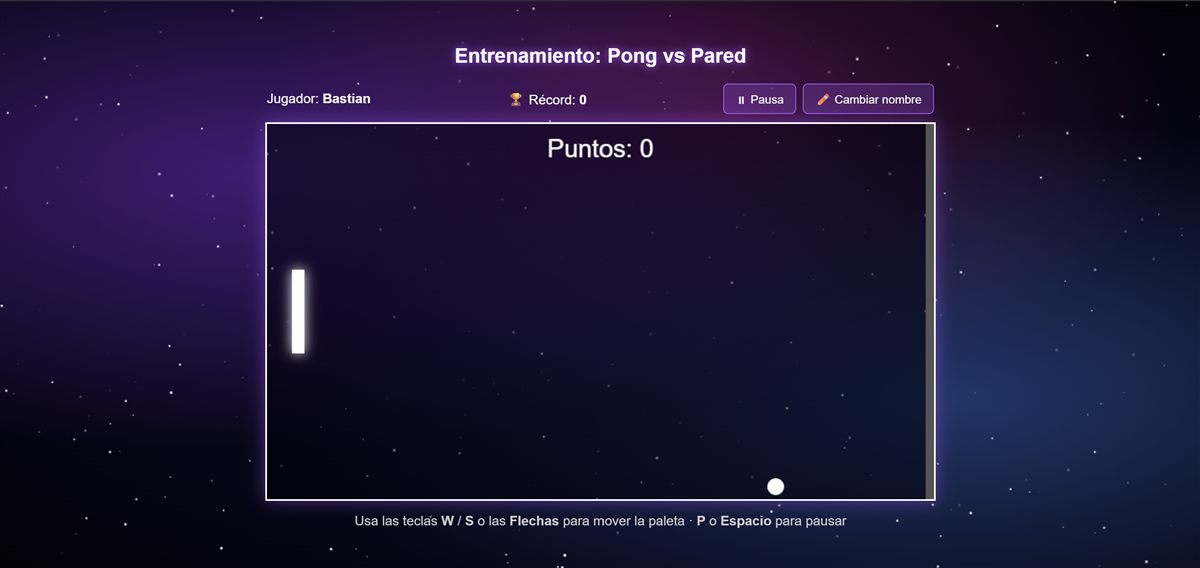 Entrenamiento: Pong vs Pared
Jugador: Bastian
🏆 Récord: 0
⏸ Pausa
✏️ Cambiar nombre
Puntos: 0
Usa las teclas W / S o las Flechas para mover la paleta · P o Espacio para pausar